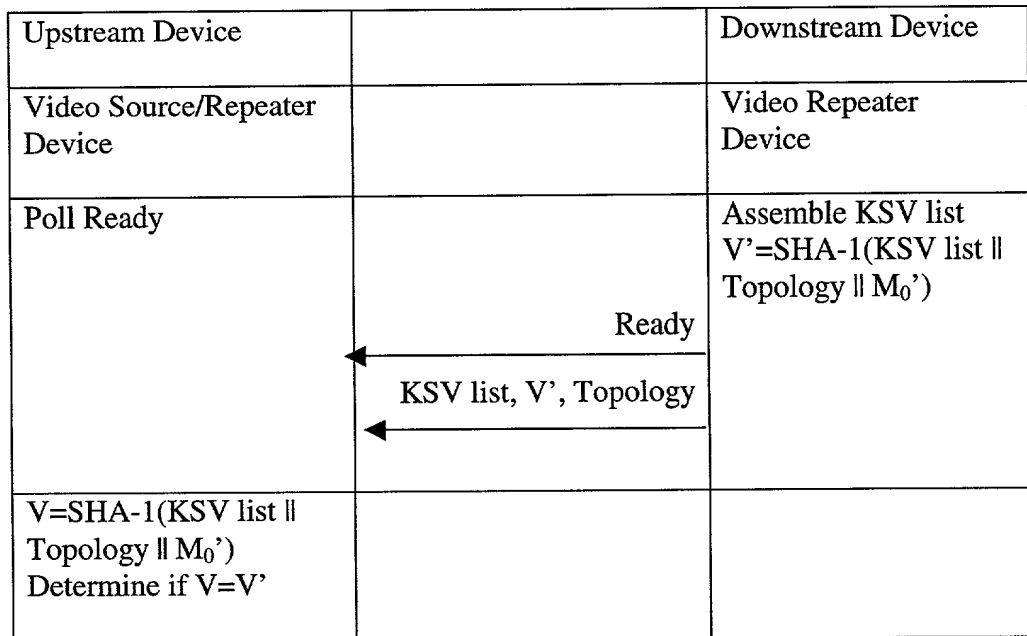 Upstream Device
Downstream Device
Video Source/Repeater
Device
Video Repeater
Device
Poll Ready
Assemble KSV list
V’=SHA-1(KSV list ||
Topology || M₀’)
Ready
KSV list, V’, Topology
V=SHA-1(KSV list ||
Topology || M₀’)
Determine if V=V’